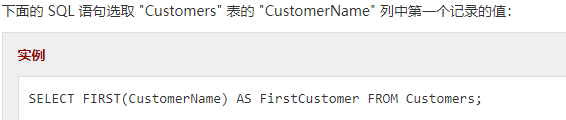 下面的 SQL 语句选取 "Customers" 表的 "CustomerName" 列中第一个记录的值：
实例
SELECT FIRST(CustomerName) AS FirstCustomer FROM Customers;